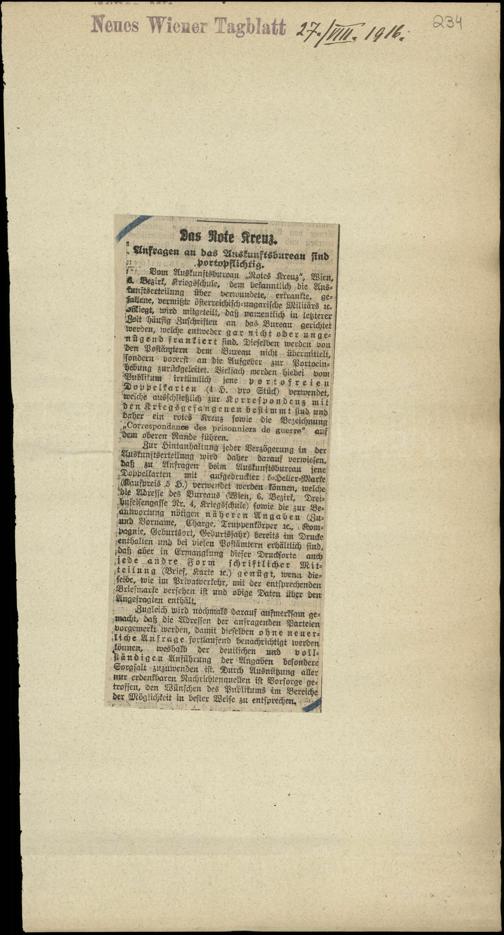 Neues Wiener Tagblatt 27./VIII. 1916. 234
Das Rote Kreuz.
Anfragen an das Auskunftsbureau sind
portopflichtig.
Vom Auskunftsbureau „Rotes Kreuz“, Wien,
6. Bezirk, Kriegsschule, dem bekanntlich die Aus-
kunftserteilung über verwundete, erkrankte, ge-
fallene, vermißte österreichisch-ungarische Militärs ec.
obliegt, wird mitgeteilt, daß namentlich in letzterer
Zeit häufig Zuschriften an das Bureau gerichtet
werden, welche entweder gar nicht oder unge-
nügend frankiert sind. Dieselben werden von
den Postämtern dem Bureau nicht übermittelt,
sondern vorerst an die Aufgeber zur Portoein-
hebung zurückgeleitet. Vielfach werden hiebei vom
Publikum irrtümlich jene portofreien
Doppelkarten (1 H. pro Stück) verwendet,
welche ausschließlich zur Korrespondenz mit
den Kriegsgefangenen bestimmt sind und
daher ein rotes Kreuz sowie die Bezeichnung
„Correspondance des prisonniers de guerre“ auf
dem oberen Rande führen.
Zur Hintanhaltung jeder Verzögerung in der
Auskunftserteilung wird daher darauf verwiesen,
daß zu Anfragen beim Auskunftsbureau jene
Doppelkarten mit aufgedruckter 5-Heller-Marke
(Kaufpreis 5 H.) verwendet werden können, welche
die Adresse des Bureaus (Wien, 6. Bezirk, Drei-
hufeisengasse Nr. 4, Kriegsschule) sowie die zur Be-
antwortung nötigen näheren Angaben (Zu-
und Vorname, Charge, Truppenkörper ec., Kom-
pagnie, Geburtsort, Geburtsjahr) bereits im Drucke
enthalten und bei vielen Postämtern erhältlich sind,
daß aber in Ermanglung dieser Drucksorte auch
jede andre Form schriftlicher Mit-
teilung (Brief, Karte ec.) genügt, wenn die-
selbe, wie im Privatverkehr, mit der entsprechenden
Briefmarke versehen ist und obige Daten über den
Angefragten enthält.
Zugleich wird nochmals darauf aufmerksam ge-
macht, daß die Adressen der anfragenden Parteien
vorgemerkt werden, damit dieselben ohne neuer-
liche Anfrage fortlaufend benachrichtigt werden
können, weshalb der deutlichen und voll-
ständigen Anführung der Angaben besondere
Sorgfalt zuzuwenden ist. Durch Ausnützung aller
nur erdenkbaren Nachrichtenquellen ist Vorsorge ge-
troffen, den Wünschen des Publikums im Bereiche
der Möglichkeit in bester Weise zu entsprechen.